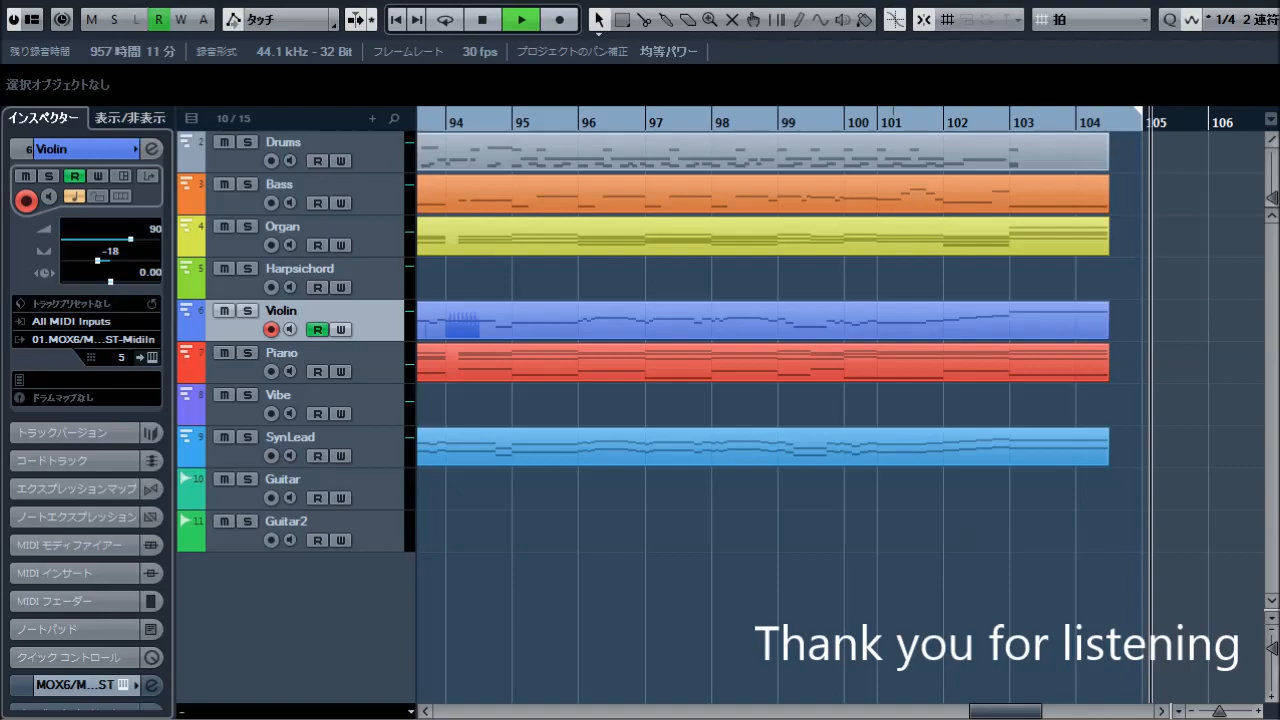 M S L R W A タッチ 1/4 2 連符
残り録音時間 957 時間 11 分 録音形式 44.1 kHz - 32 Bit フレームレート 30 fps プロジェクトのパン補正 均等パワー
選択オブジェクトなし
インスペクター 表示/非表示 10 / 15
94 95 96 97 98 99 100 101 102 103 104 105 106
6 Violin
m S R W
90
-18
0.00
トラックプリセットなし
All MIDI Inputs
01.MOX6/M...ST-MidiIn
5
ドラムマップなし
トラックバージョン
コードトラック
エクスプレッションマップ
ノートエクスプレッション
MIDI モディファイアー
MIDI インサート
MIDI フェーダー
ノートパッド
クイック コントロール
MOX6/M...ST
2 m S Drums
R W
3 m S Bass
R W
4 m S Organ
R W
5 m S Harpsichord
R W
6 m S Violin
R W
7 m S Piano
R W
8 m S Vibe
R W
9 m S SynLead
R W
10 m S Guitar
R W
11 m S Guitar2
R W
Thank you for listening